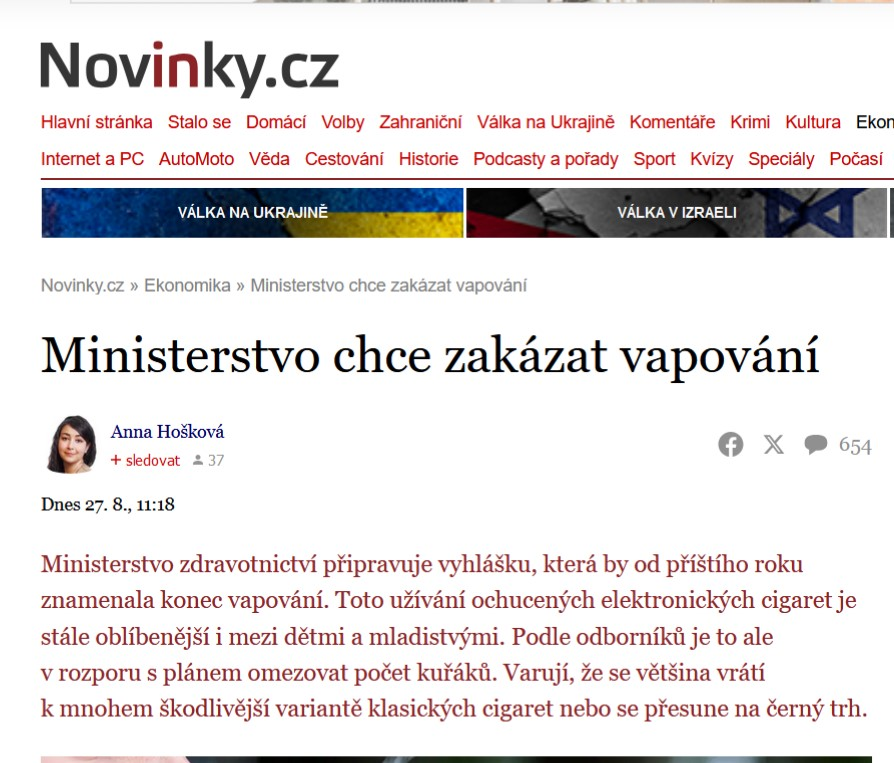 Novinky.cz
Hlavní stránka Stalo se Domácí Volby Zahraniční Válka na Ukrajině Komentáře Krimi Kultura Ekon
Internet a PC AutoMoto Věda Cestování Historie Podcasty a pořady Sport Kvízy Speciály Počasí
VÁLKA NA UKRAJINĚ VÁLKA V IZRAELI
Novinky.cz » Ekonomika » Ministerstvo chce zakázat vapování
Ministerstvo chce zakázat vapování
Anna Hošková
+ sledovat 37
654
Dnes 27. 8., 11:18
Ministerstvo zdravotnictví připravuje vyhlášku, která by od příštího roku
znamenala konec vapování. Toto užívání ochucených elektronických cigaret je
stále oblíbenější i mezi dětmi a mladistvými. Podle odborníků je to ale
v rozporu s plánem omezovat počet kuřáků. Varují, že se většina vrátí
k mnohem škodlivější variantě klasických cigaret nebo se přesune na černý trh.